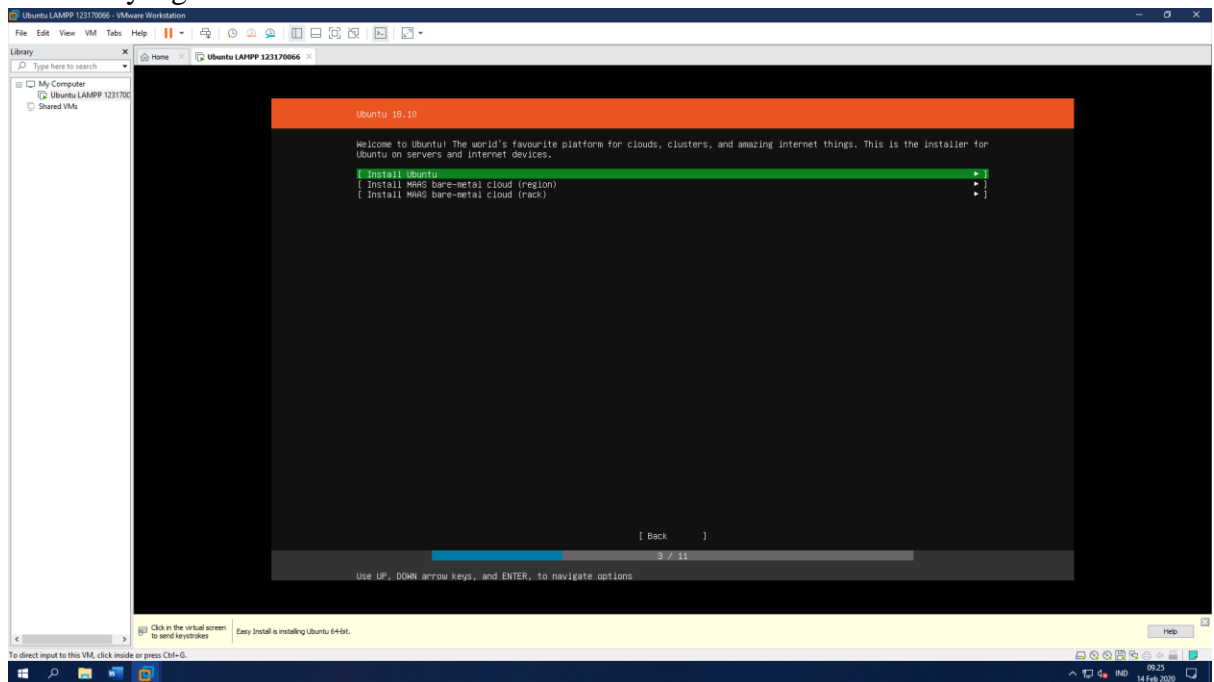 Ubuntu LAMPP 123170066 - VMware Workstation
File Edit View VM Tabs Help
Library
Home
Ubuntu LAMPP 123170066
Type here to search
My Computer
Ubuntu LAMPP 1231700
Shared VMs
Ubuntu 18.10
Welcome to Ubuntu! The world's favourite platform for clouds, clusters, and amazing internet things. This is the installer for
Ubuntu on servers and internet devices.
[ Install Ubuntu ► ]
[ Install MAAS bare-metal cloud (region) ► ]
[ Install MAAS bare-metal cloud (rack) ► ]
[ Back ]
3 / 11
Use UP, DOWN arrow keys, and ENTER, to navigate options
Click in the virtual screen
to send keystrokes
Easy Install is installing Ubuntu 64-bit.
Help
To direct input to this VM, click inside or press Ctrl+G.
IND
09.25
14 Feb 2020